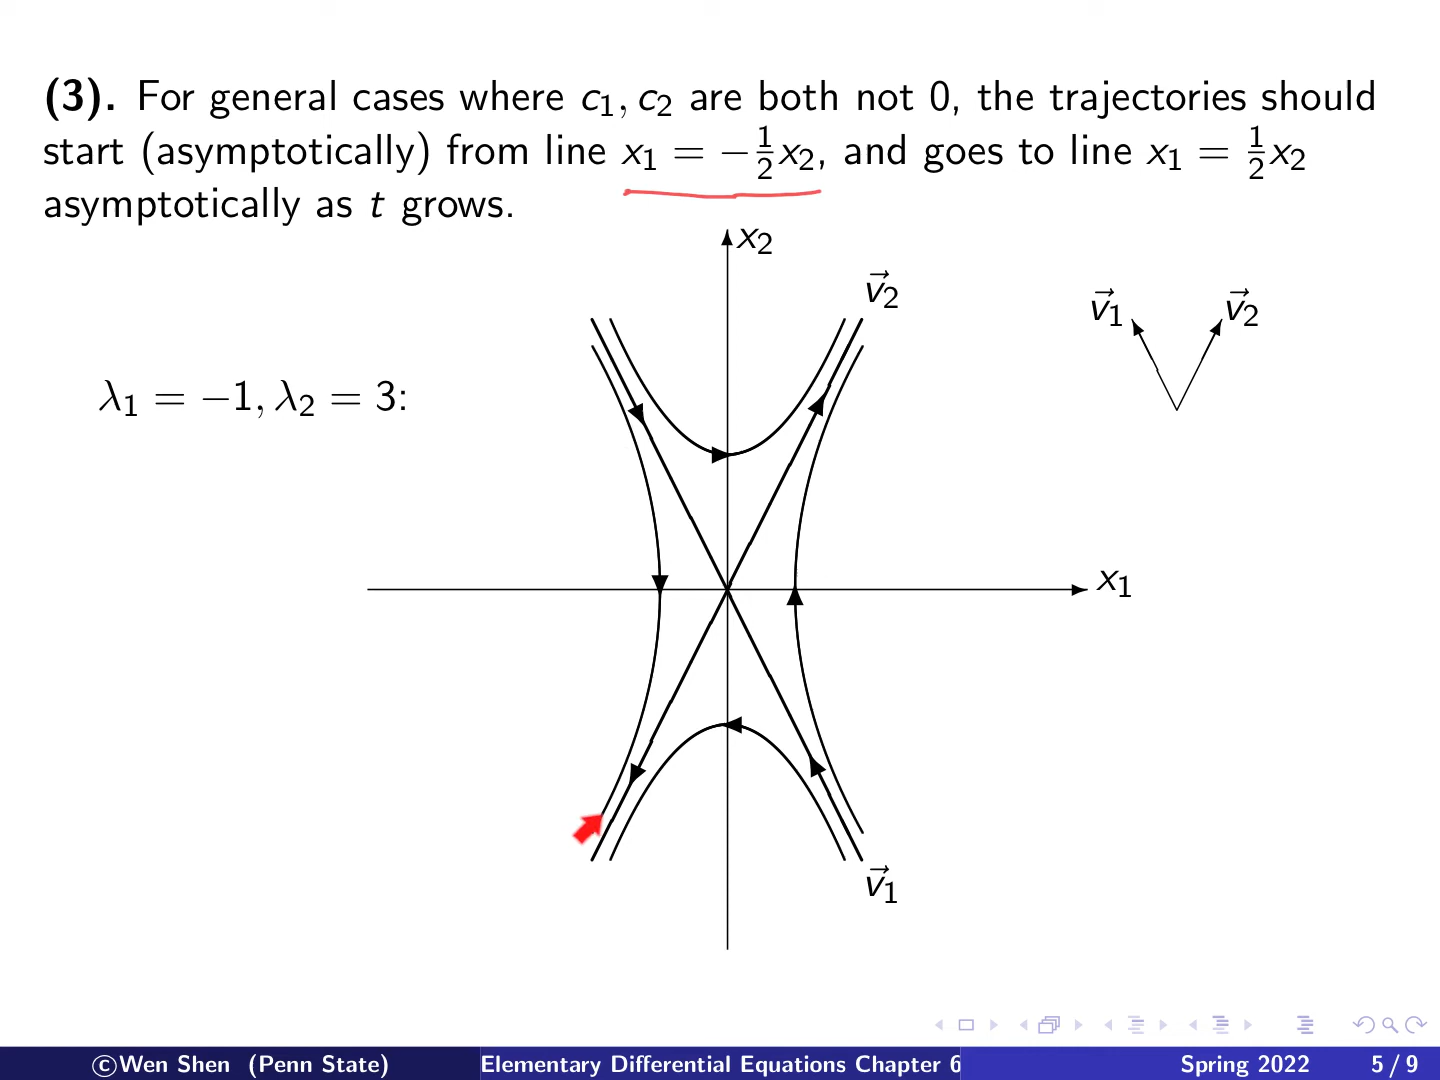 (3). For general cases where c₁, c₂ are both not 0, the trajectories should
start (asymptotically) from line x₁ = −½x₂, and goes to line x₁ = ½x₂
asymptotically as t grows.
x₂
v⃗₂
v⃗₁ v⃗₂
λ₁ = −1, λ₂ = 3:
x₁
v⃗₁
©Wen Shen (Penn State) Elementary Differential Equations Chapter 6 Spring 2022 5 / 9